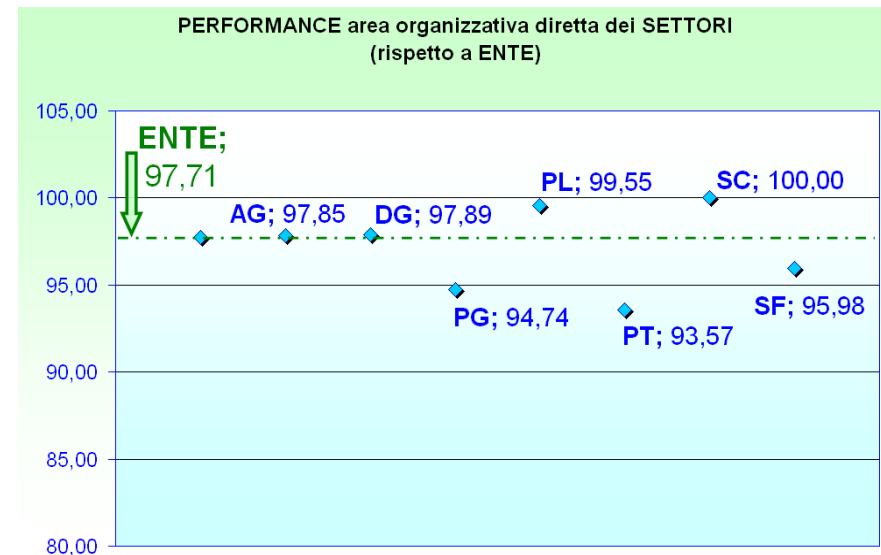 PERFORMANCE area organizzativa diretta dei SETTORI
(rispetto a ENTE)
105,00
ENTE;
97,71
100,00
AG; 97,85
DG; 97,89
PL; 99,55
SC; 100,00
95,00
PG; 94,74
PT; 93,57
SF; 95,98
90,00
85,00
80,00